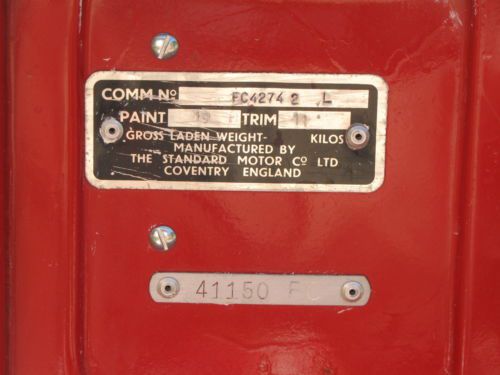 COMM Nº FC4274 2 L
PAINT 19 TRIM 11
GROSS LADEN WEIGHT- KILOS
MANUFACTURED BY
THE STANDARD MOTOR Cº LTD
COVENTRY ENGLAND
41150 FC